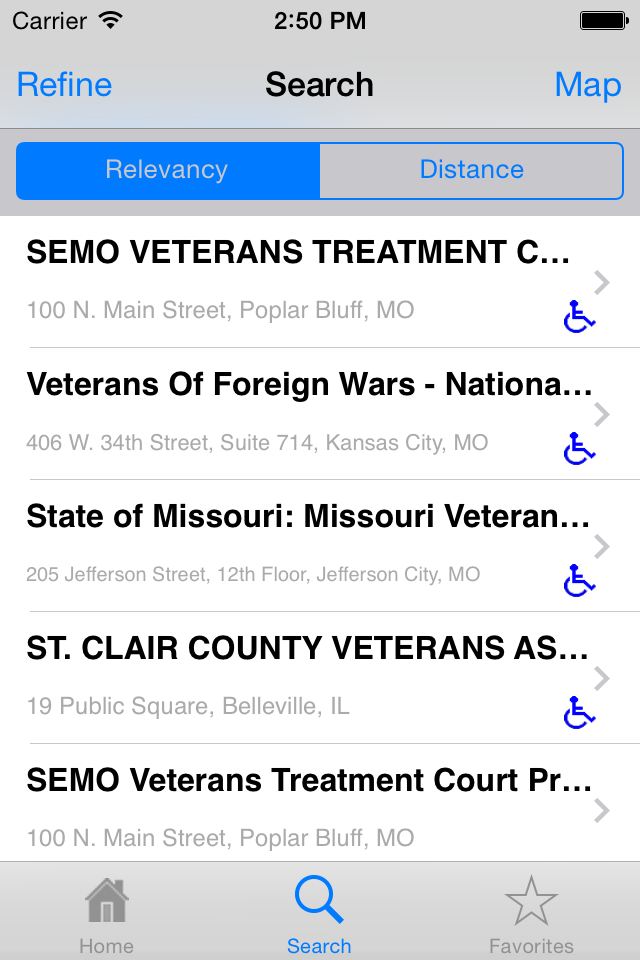 Carrier 2:50 PM
Refine Search Map
Relevancy Distance
SEMO VETERANS TREATMENT C...
100 N. Main Street, Poplar Bluff, MO
Veterans Of Foreign Wars - Nationa...
406 W. 34th Street, Suite 714, Kansas City, MO
State of Missouri: Missouri Veteran...
205 Jefferson Street, 12th Floor, Jefferson City, MO
ST. CLAIR COUNTY VETERANS AS...
19 Public Square, Belleville, IL
SEMO Veterans Treatment Court Pr...
100 N. Main Street, Poplar Bluff, MO
Home Search Favorites